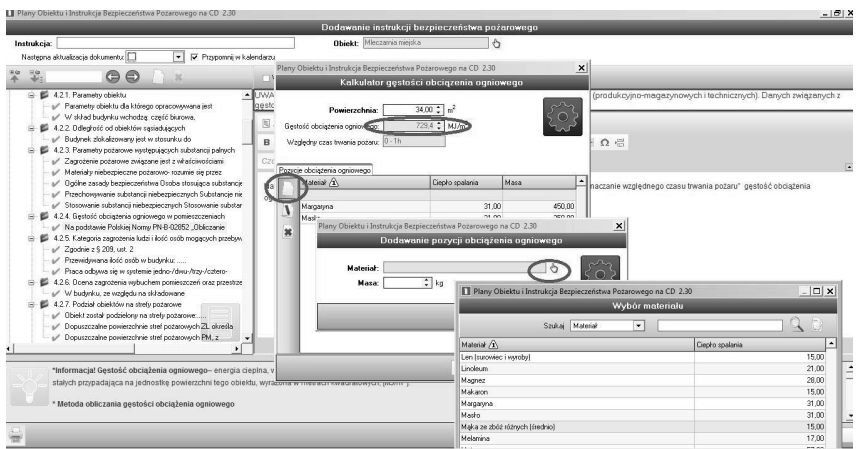 Plany Obiektu i Instrukcja Bezpieczeństwa Pożarowego na CD 2.30
Dodawanie instrukcji bezpieczeństwa pożarowego
Instrukcja:
Obiekt: Mleczarnia miejska
Następna aktualizacja dokumentu:
Przypomnij w kalendarzu
4.2.1. Parametry obiektu
Parametry obiektu dla którego opracowywana jest
W skład budynku wchodzą: część biurowa,
4.2.2. Odległość od obiektów sąsiadujących
Budynek zlokalizowany jest w stosunku do
4.2.3. Parametry pożarowe występujących substancji palnych
Zagrożenie pożarowe związane jest z właściwościami
Materiały niebezpieczne pożarowo- rozumie się przez
Ogólne zasady bezpieczeństwa Osoba stosująca substancje
Przechowywanie substancji niebezpiecznych Substancje nie
Stosowanie substancji niebezpiecznych Stosowanie substar
4.2.4. Gęstość obciążenia ogniowego w pomieszczeniach
Na podstawie Polskiej Normy PN-B-02852 „Obliczanie
4.2.5. Kategoria zagrożenia ludzi i ilość osób mogących przebyw
Zgodnie z § 209, ust. 2
Przewidywana ilość osób w budynku: .....
Praca odbywa się w systemie jedno-/dwu-/trzy-/cztero-
4.2.6. Ocena zagrożenia wybuchem pomieszczeń oraz przestrze
W budynku, ze względu na składowane
4.2.7. Podział obiektów na strefy pożarowe
Obiekt został podzielony na strefy pożarowe:....
Dopuszczalne powierzchnie stref pożarowych ZL określa
Dopuszczalne powierzchnie stref pożarowych PM, z
UWA
gęsto
(produkcyjno-magazynowych i technicznych). Danych związanych z
B
Ω
naczanie względnego czasu trwania pożaru" gęstość obciążenia
Plany Obiektu i Instrukcja Bezpieczeństwa Pożarowego na CD 2.30
Kalkulator gęstości obciążenia ogniowego
Powierzchnia: 34,00 m²
Gęstość obciążenia ogniowego: 729,4 MJ/m
Względny czas trwania pożaru: 0 - 1h
Pozycje obciążenia ogniowego
Materiał Ciepło spalania Masa
Margaryna 31,00 450,00
Masło
Plany Obiektu i Instrukcja Bezpieczeństwa Pożarowego na CD 2.30
Dodawanie pozycji obciążenia ogniowego
Materiał:
Masa: kg
Plany Obiektu i Instrukcja Bezpieczeństwa Pożarowego na CD 2.30
Wybór materiału
Szukaj Materiał
Materiał Ciepło spalania
Len (surowiec i wyroby) 15,00
Linoleum 21,00
Magnez 28,00
Makaron 15,00
Margaryna 31,00
Masło 31,00
Mąka ze zbóż różnych (średnio) 15,00
Melamina 17,00
*Informacja! Gęstość obciążenia ogniowego– energia cieplna, w
stałych przypadająca na jednostkę powierzchni tego obiektu, wyrażona w metrach kwadratowych,
* Metoda obliczania gęstości obciążenia ogniowego